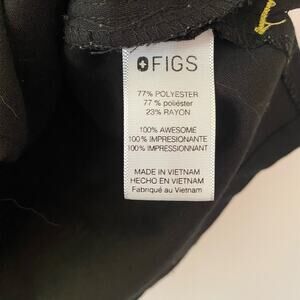 FIGS
77% POLYESTER
77 % poliéster
23% RAYON
100% AWESOME
100% IMPRESIONANTE
100% IMPRESSIONNANT
MADE IN VIETNAM
HECHO EN VIETNAM
Fabriqué au Vietnam